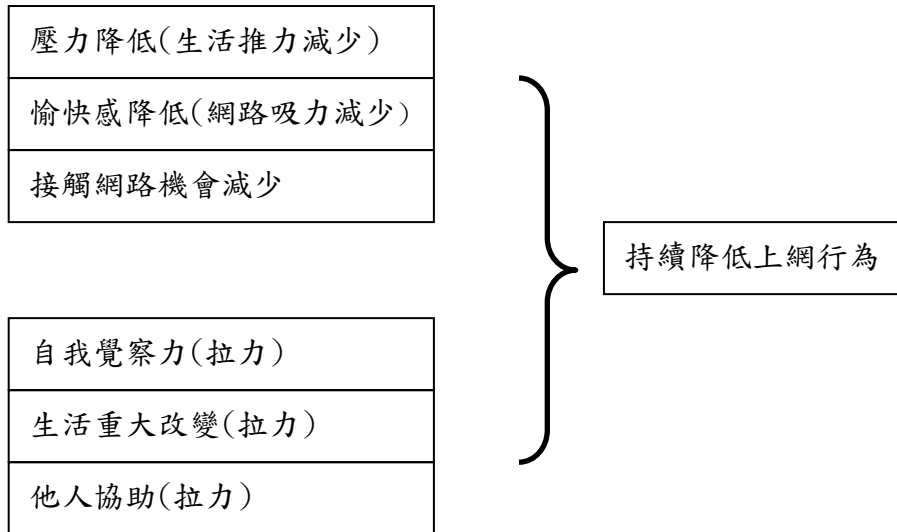 壓力降低(生活推力減少)
愉快感降低(網路吸力減少)
接觸網路機會減少
持續降低上網行為
自我覺察力(拉力)
生活重大改變(拉力)
他人協助(拉力)